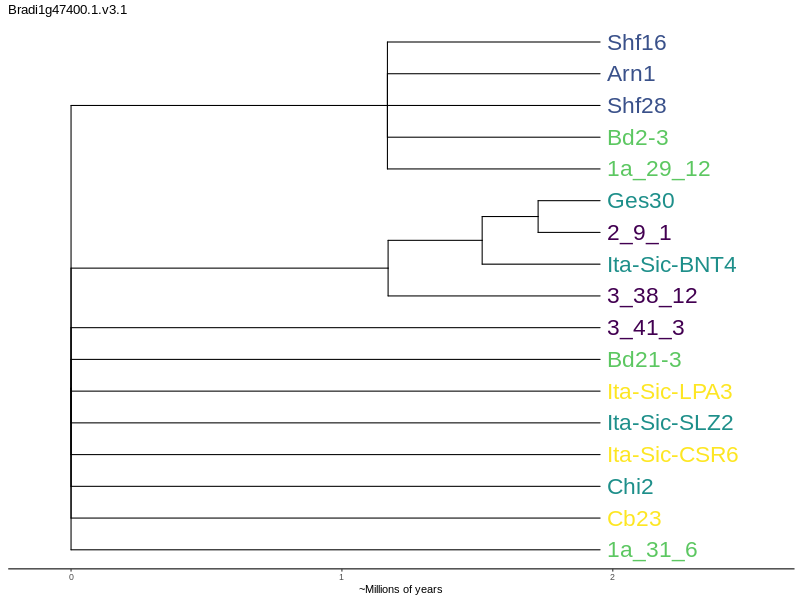 Bradi1g47400.1.v3.1
Shf16
Arn1
Shf28
Bd2-3
1a_29_12
Ges30
2_9_1
Ita-Sic-BNT4
3_38_12
3_41_3
Bd21-3
Ita-Sic-LPA3
Ita-Sic-SLZ2
Ita-Sic-CSR6
Chi2
Cb23
1a_31_6
0 1 2
~Millions of years